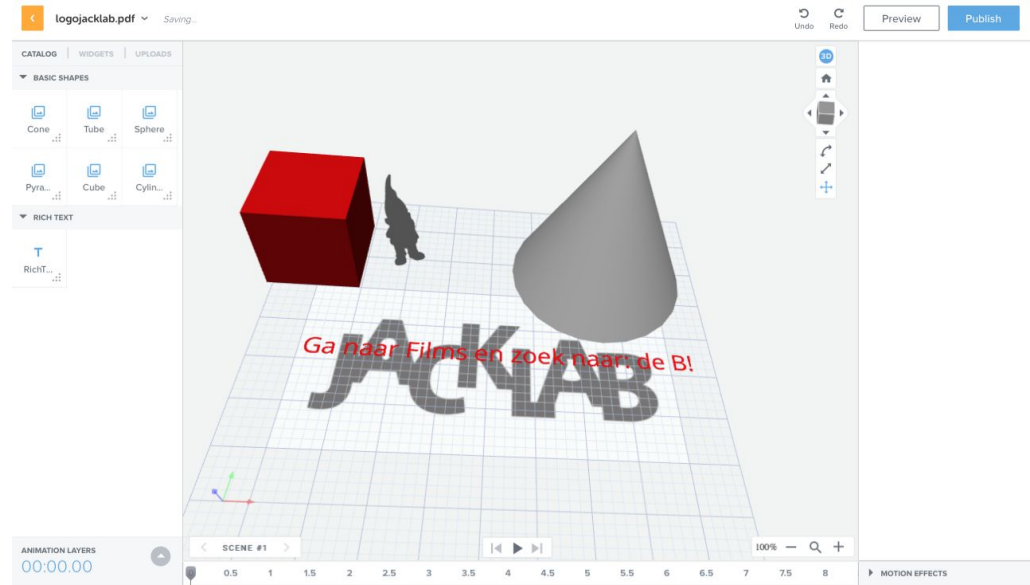 logojacklab.pdf
Saving...
Undo
Redo
Preview
Publish
CATALOG
WIDGETS
UPLOADS
BASIC SHAPES
Cone
Tube
Sphere
Pyra...
Cube
Cylin...
RICH TEXT
T
RichT...
3D
Ga naar Films en zoek naar: de B!
JACKLAB
SCENE #1
100%
ANIMATION LAYERS
00:00.00
0 0.5 1 1.5 2 2.5 3 3.5 4 4.5 5 5.5 6 6.5 7 7.5 8
MOTION EFFECTS